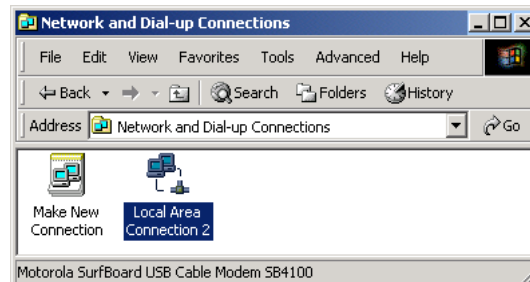 Network and Dial-up Connections
File Edit View Favorites Tools Advanced Help
Back Search Folders History
Address Network and Dial-up Connections Go
Make New Connection
Local Area Connection 2
Motorola SurfBoard USB Cable Modem SB4100